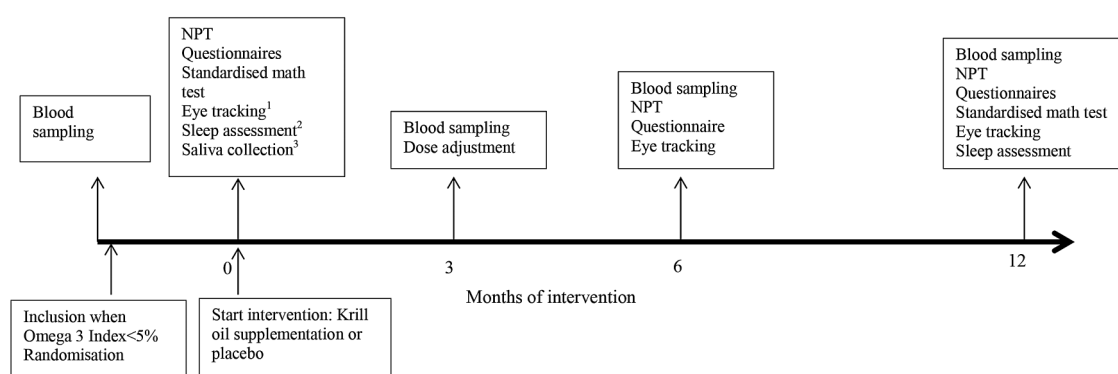 Blood
sampling
NPT
Questionnaires
Standardised math
test
Eye tracking1
Sleep assessment2
Saliva collection3
Blood sampling
Dose adjustment
Blood sampling
NPT
Questionnaire
Eye tracking
Blood sampling
NPT
Questionnaires
Standardised math test
Eye tracking
Sleep assessment
0
3
6
12
Months of intervention
Inclusion when
Omega 3 Index<5%
Randomisation
Start intervention: Krill
oil supplementation or
placebo